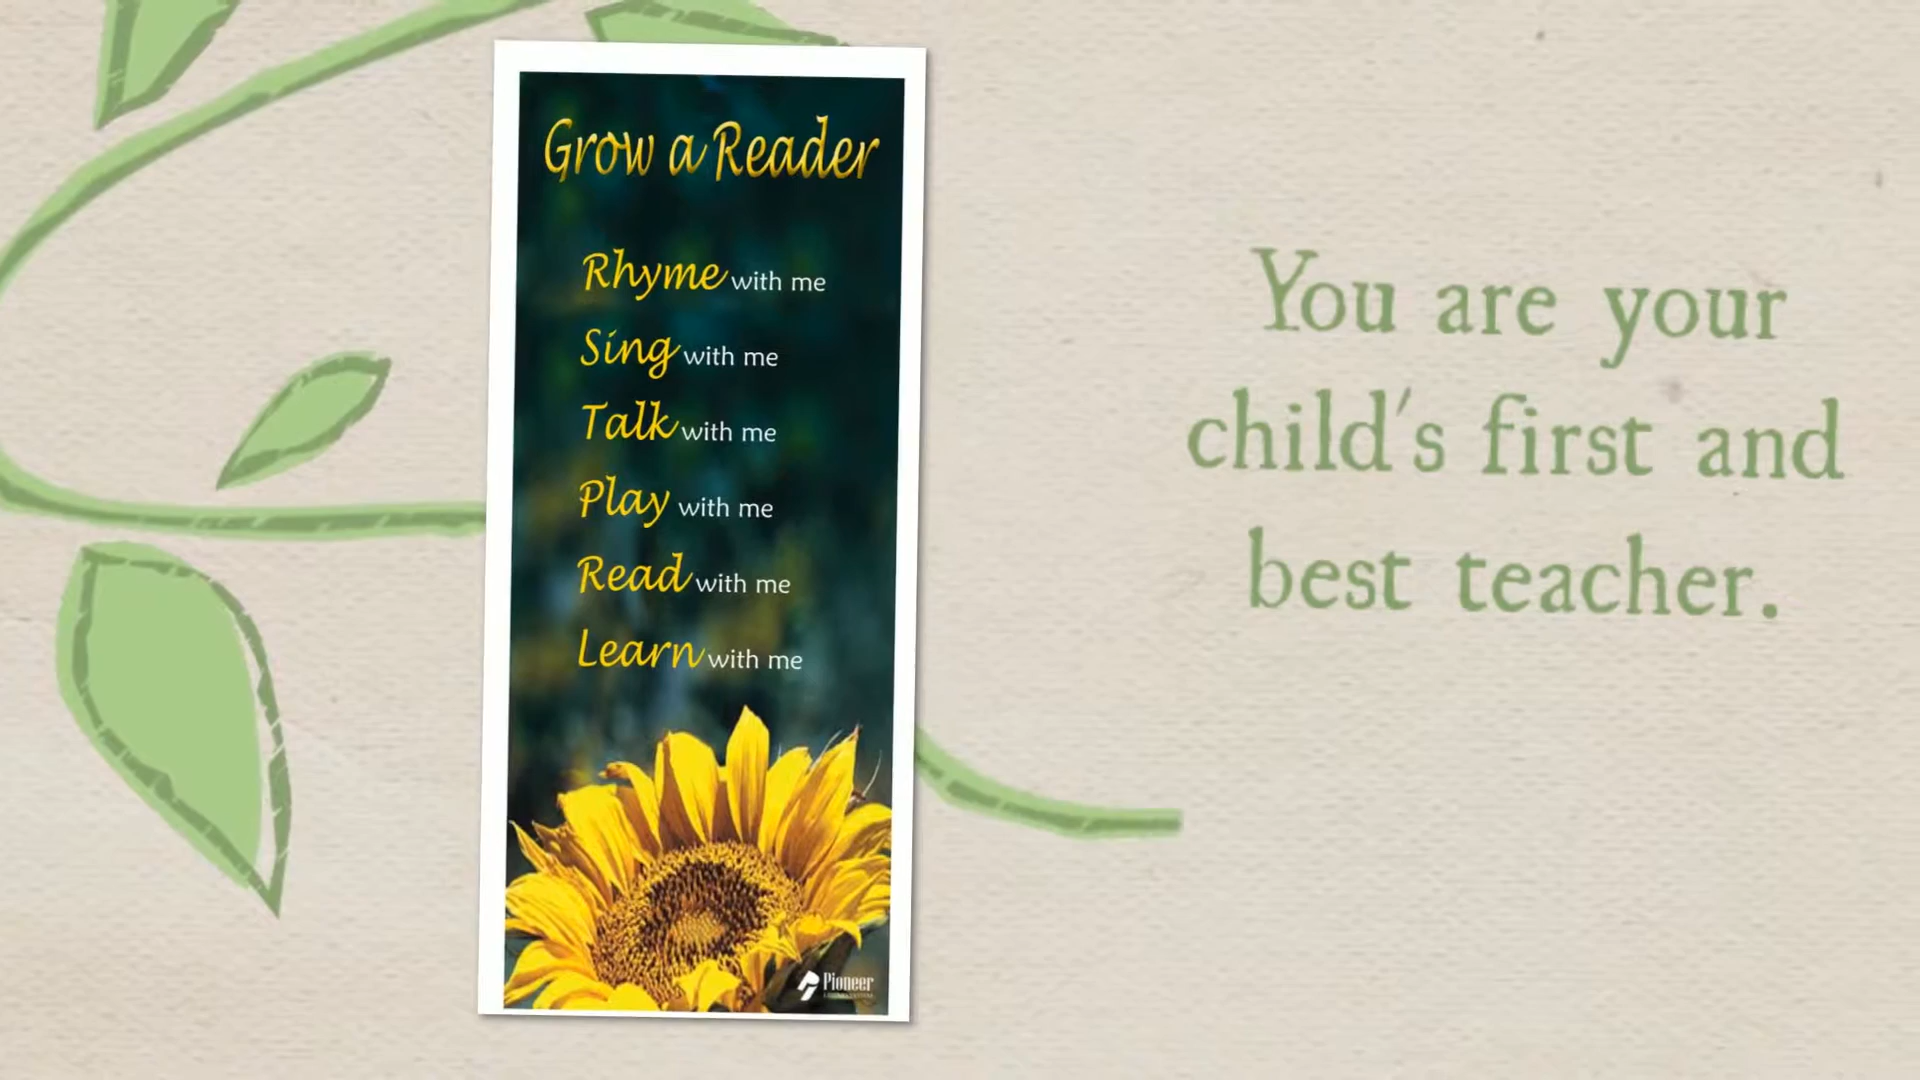 Grow a Reader
Rhyme with me
Sing with me
Talk with me
Play with me
Read with me
Learn with me
Pioneer
You are your
child's first and
best teacher.